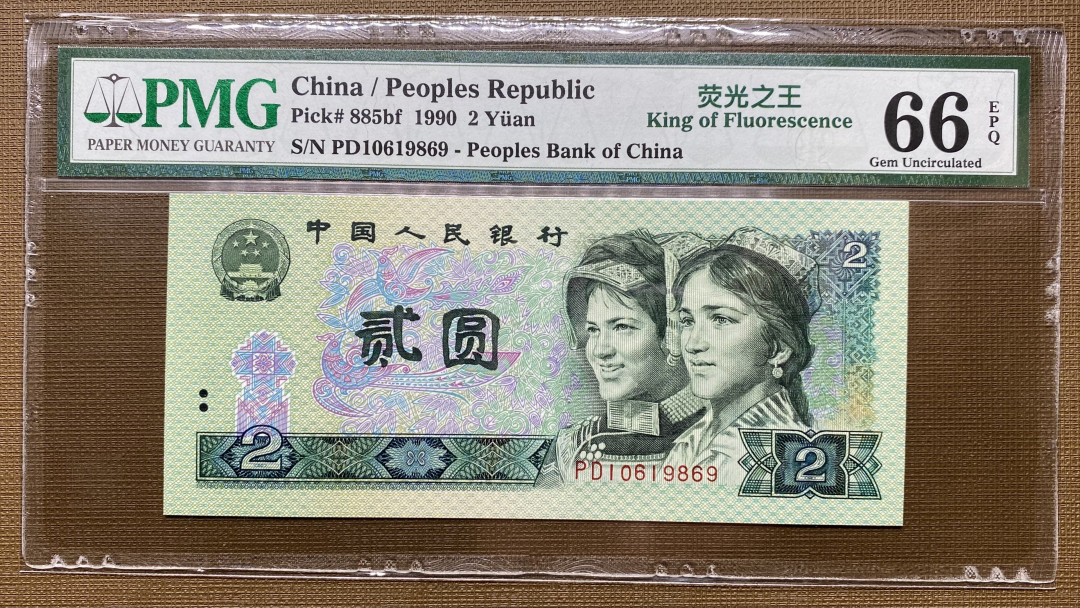 PMG
PAPER MONEY GUARANTY
China / Peoples Republic
Pick# 885bf 1990 2 Yüan
S/N PD10619869 - Peoples Bank of China
荧光之王
King of Fluorescence
66
EPQ
Gem Uncirculated
中国人民银行
2
贰圆
2
PD10619869
2